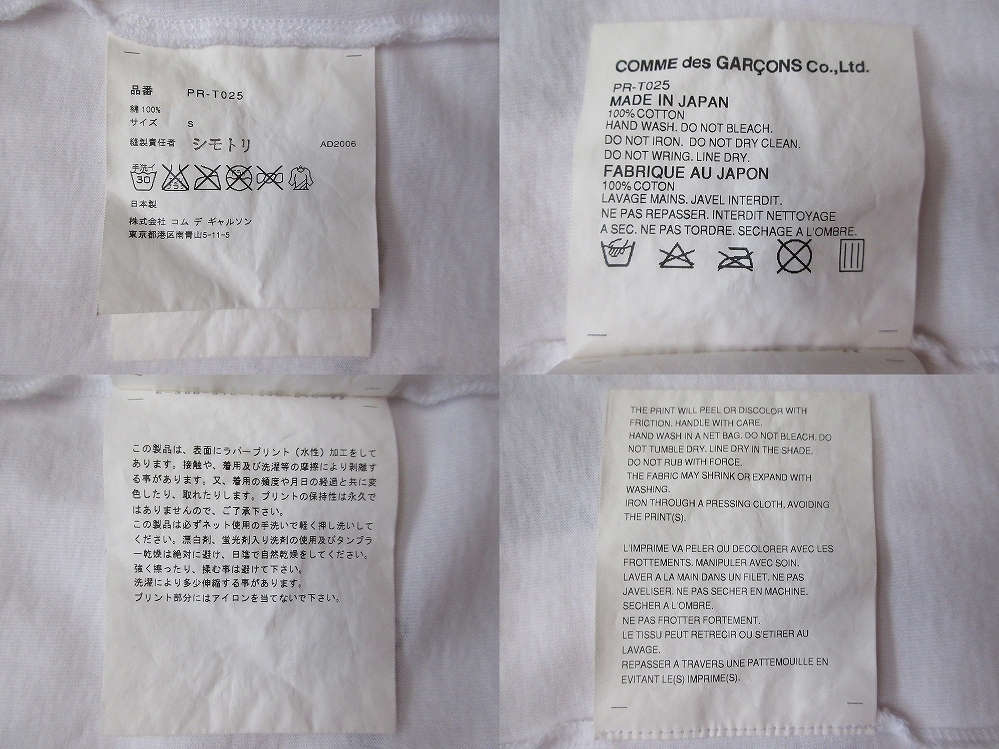 品番 PR-T025
綿100%
サイズ S
縫製責任者 シモトリ AD2006
手洗イ
30
日本製
株式会社 コム デ ギャルソン
東京都港区南青山5-11-5
COMME des GARÇONS Co.,Ltd.
PR-T025
MADE IN JAPAN
100% COTTON
HAND WASH. DO NOT BLEACH.
DO NOT IRON. DO NOT DRY CLEAN.
DO NOT WRING. LINE DRY.
FABRIQUE AU JAPON
100% COTON
LAVAGE MAINS. JAVEL INTERDIT.
NE PAS REPASSER. INTERDIT NETTOYAGE
A SEC. NE PAS TORDRE. SECHAGE A L'OMBRE.
この製品は、表面にラバープリント（水性）加工をして
あります。接触や、着用及び洗濯等の摩擦により剥離す
る事があります。又、着用の頻度や月日の経過と共に変
色したり、取れたりします。プリントの保持性は永久で
はありませんので、ご了承下さい。
この製品は必ずネット使用の手洗いで軽く押し洗いして
ください。漂白剤、蛍光剤入り洗剤の使用及びタンブラ
ー乾燥は絶対に避け、日陰で自然乾燥をしてください。
強く擦ったり、揉む事は避けて下さい。
洗濯により多少伸縮する事があります。
プリント部分にはアイロンを当てないで下さい。
THE PRINT WILL PEEL OR DISCOLOR WITH
FRICTION. HANDLE WITH CARE.
HAND WASH IN A NET BAG. DO NOT BLEACH. DO
NOT TUMBLE DRY. LINE DRY IN THE SHADE.
DO NOT RUB WITH FORCE.
THE FABRIC MAY SHRINK OR EXPAND WITH
WASHING.
IRON THROUGH A PRESSING CLOTH, AVOIDING
THE PRINT(S).
L'IMPRIME VA PELER OU DECOLORER AVEC LES
FROTTEMENTS. MANIPULER AVEC SOIN.
LAVER A LA MAIN DANS UN FILET. NE PAS
JAVELISER. NE PAS SECHER EN MACHINE.
SECHER A L'OMBRE.
NE PAS FROTTER FORTEMENT.
LE TISSU PEUT RETRECIR OU S'ETIRER AU
LAVAGE.
REPASSER A TRAVERS UNE PATTEMOUILLE EN
EVITANT LE(S) IMPRIME(S).